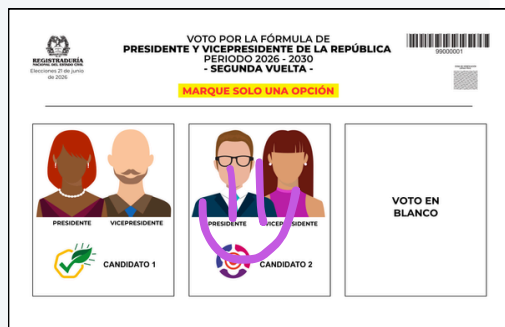 VOTO POR LA FÓRMULA DE
PRESIDENTE Y VICEPRESIDENTE DE LA REPÚBLICA
PERIODO 2026 - 2030
- SEGUNDA VUELTA -
REGISTRADURÍA
NACIONAL DEL ESTADO CIVIL
Elecciones 21 de junio
de 2026
99000001
MARQUE SOLO UNA OPCIÓN
PRESIDENTE
VICEPRESIDENTE
CANDIDATO 1
PRESIDENTE
VICEPRESIDENTE
CANDIDATO 2
VOTO EN
BLANCO